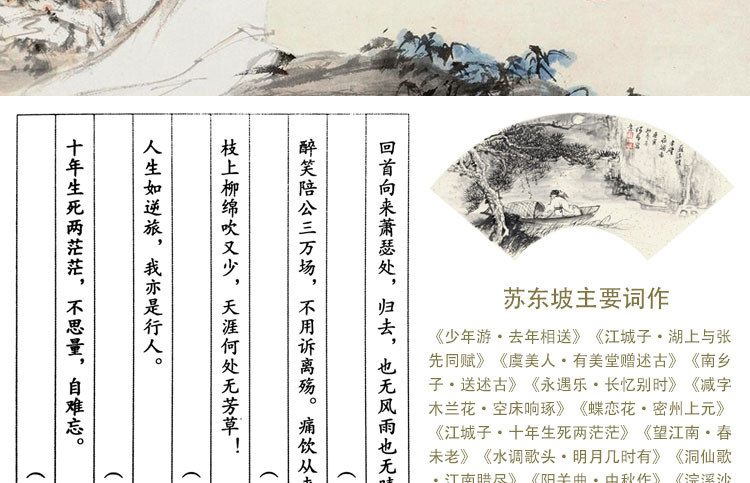 回首向来萧瑟处，归去，也无风雨也无
醉笑陪公三万场，不用诉离殇。痛饮从
枝上柳绵吹又少，天涯何处无芳草！
人生如逆旅，我亦是行人。
十年生死两茫茫，不思量，自难忘。
苏东坡主要词作
《少年游·去年相送》《江城子·湖上与张
先同赋》《虞美人·有美堂赠述古》《南乡
子·送述古》《永遇乐·长忆别时》《减字
木兰花·空床响琢》《蝶恋花·密州上元》
《江城子·十年生死两茫茫》《望江南·春
未老》《水调歌头·明月几时有》《洞仙歌
·江南腊尽》《阳关曲·中秋作》《浣溪沙